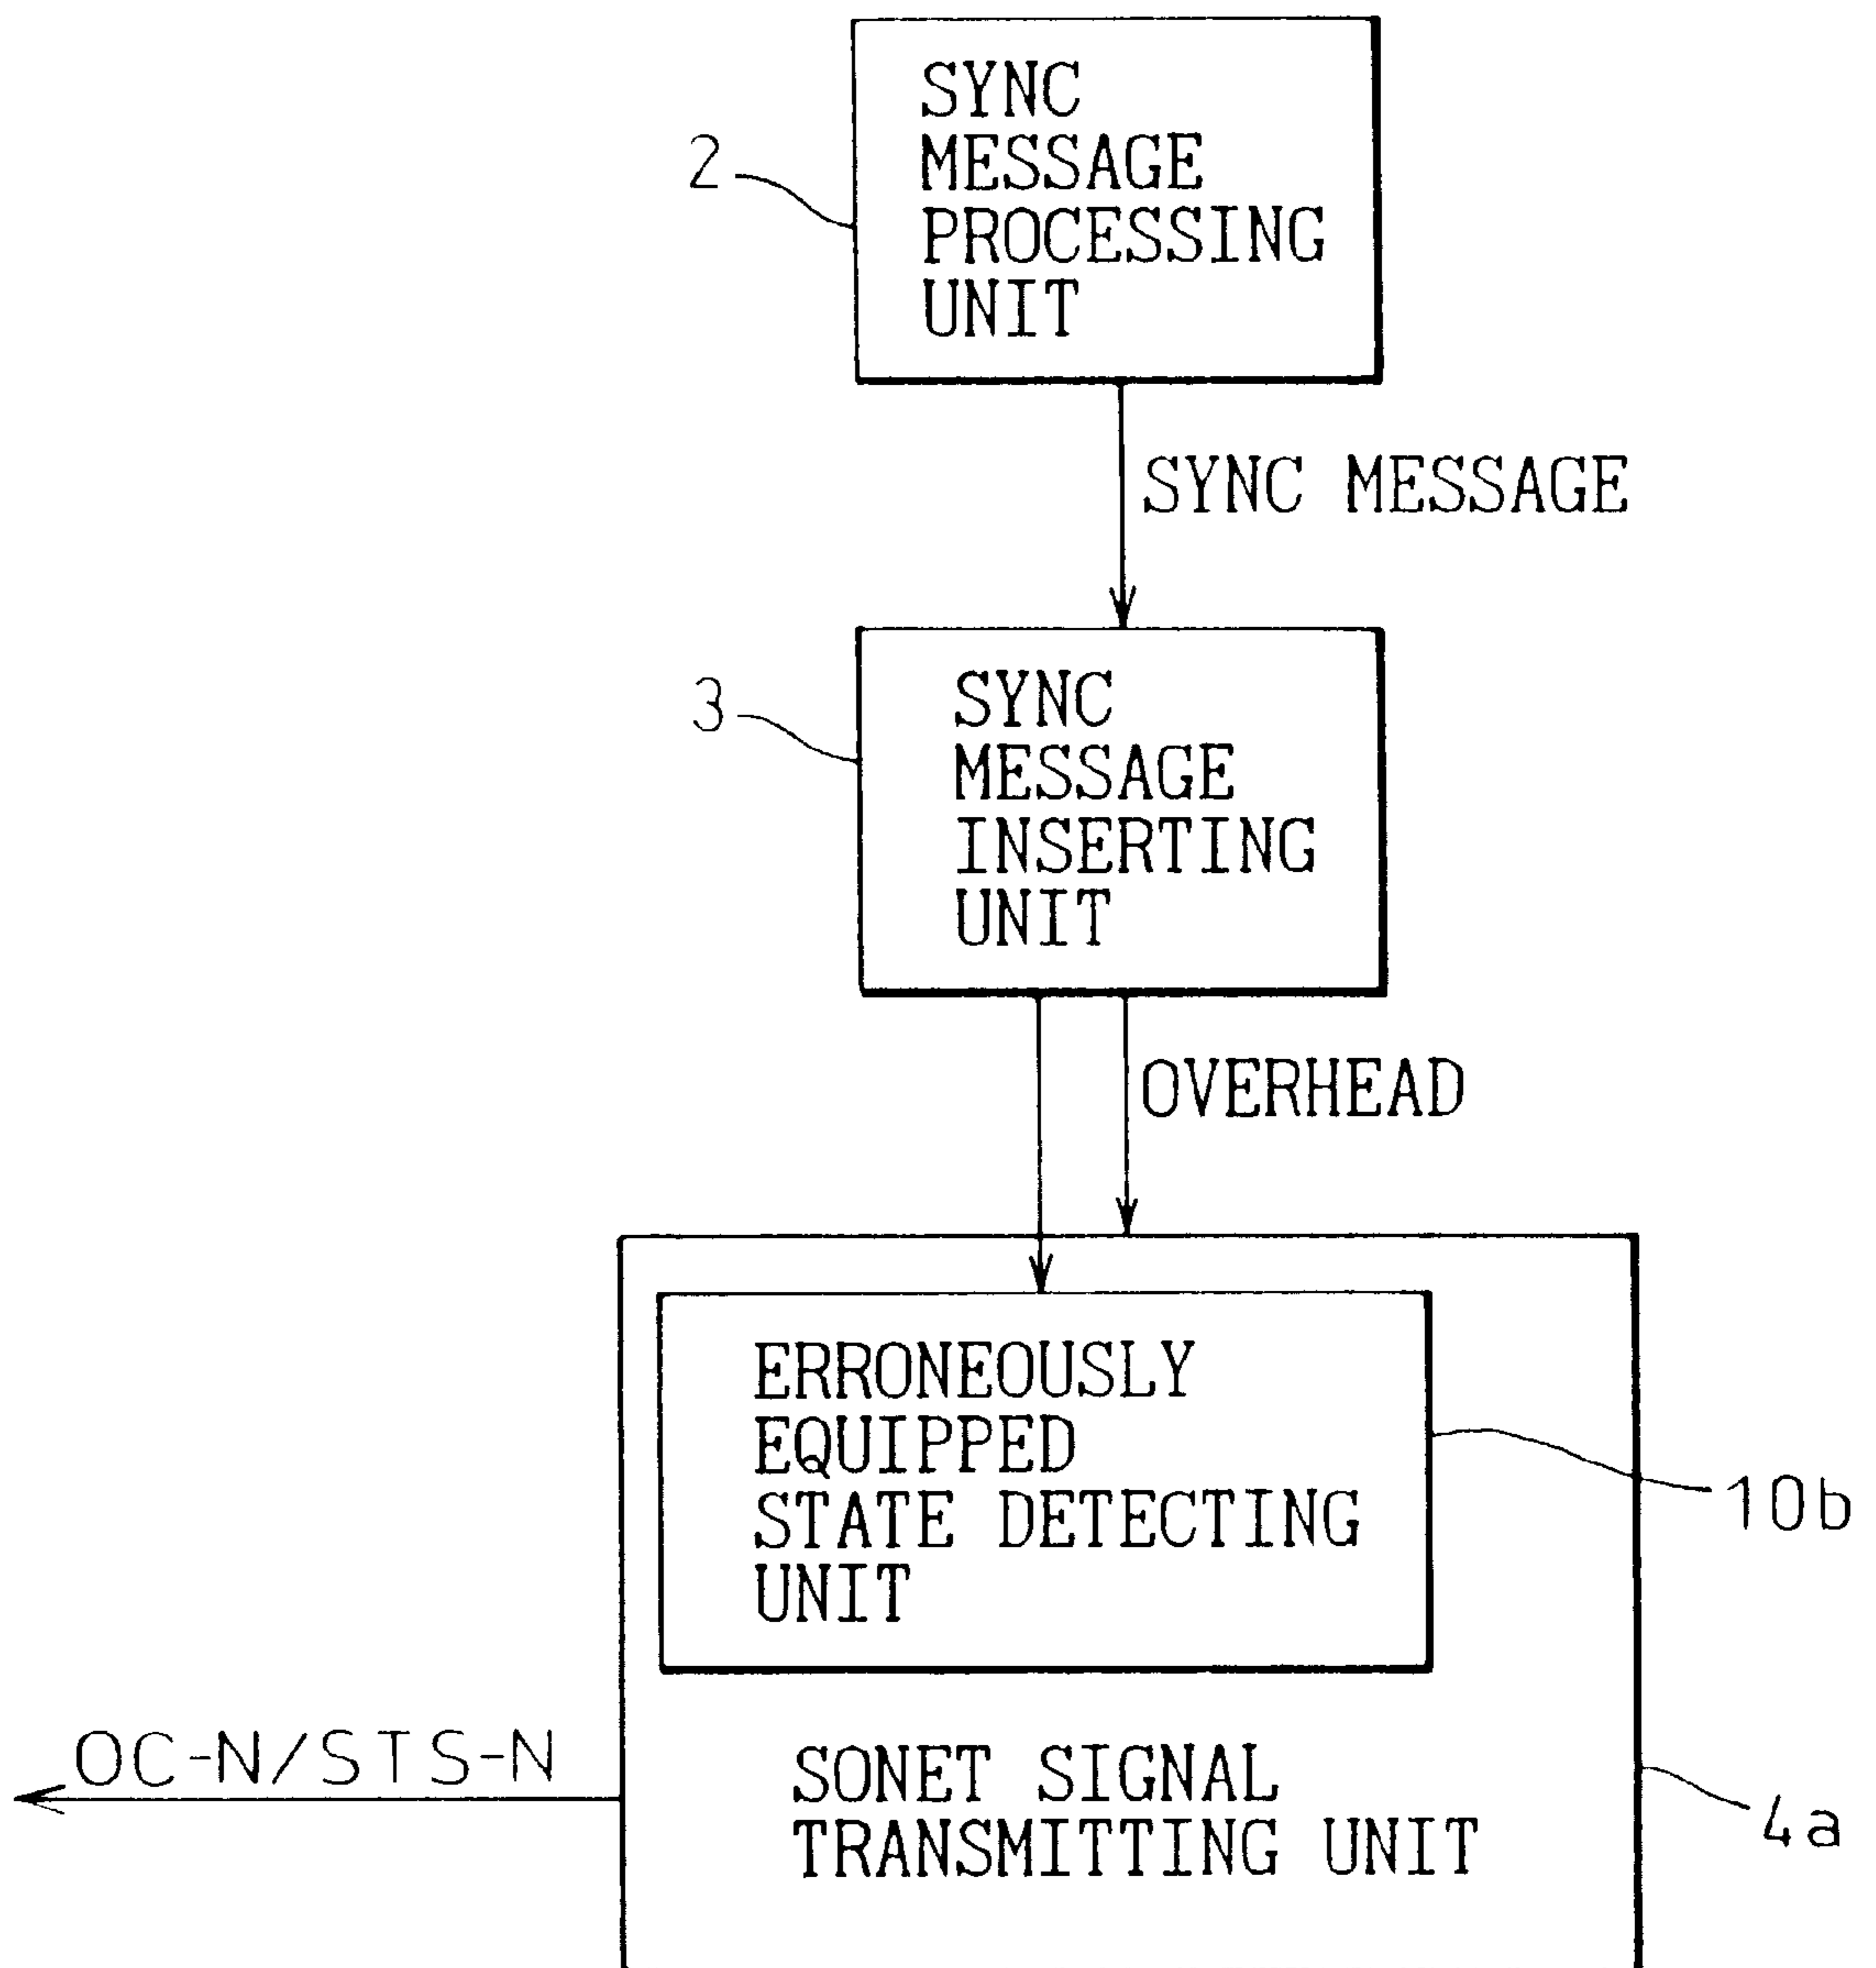 SYNC
MESSAGE
PROCESSING
UNIT
2
SYNC MESSAGE
3
SYNC
MESSAGE
INSERTING
UNIT
OVERHEAD
ERRONEOUSLY
EQUIPPED
STATE DETECTING
UNIT
10b
OC-N/STS-N
SONET SIGNAL
TRANSMITTING UNIT
4a